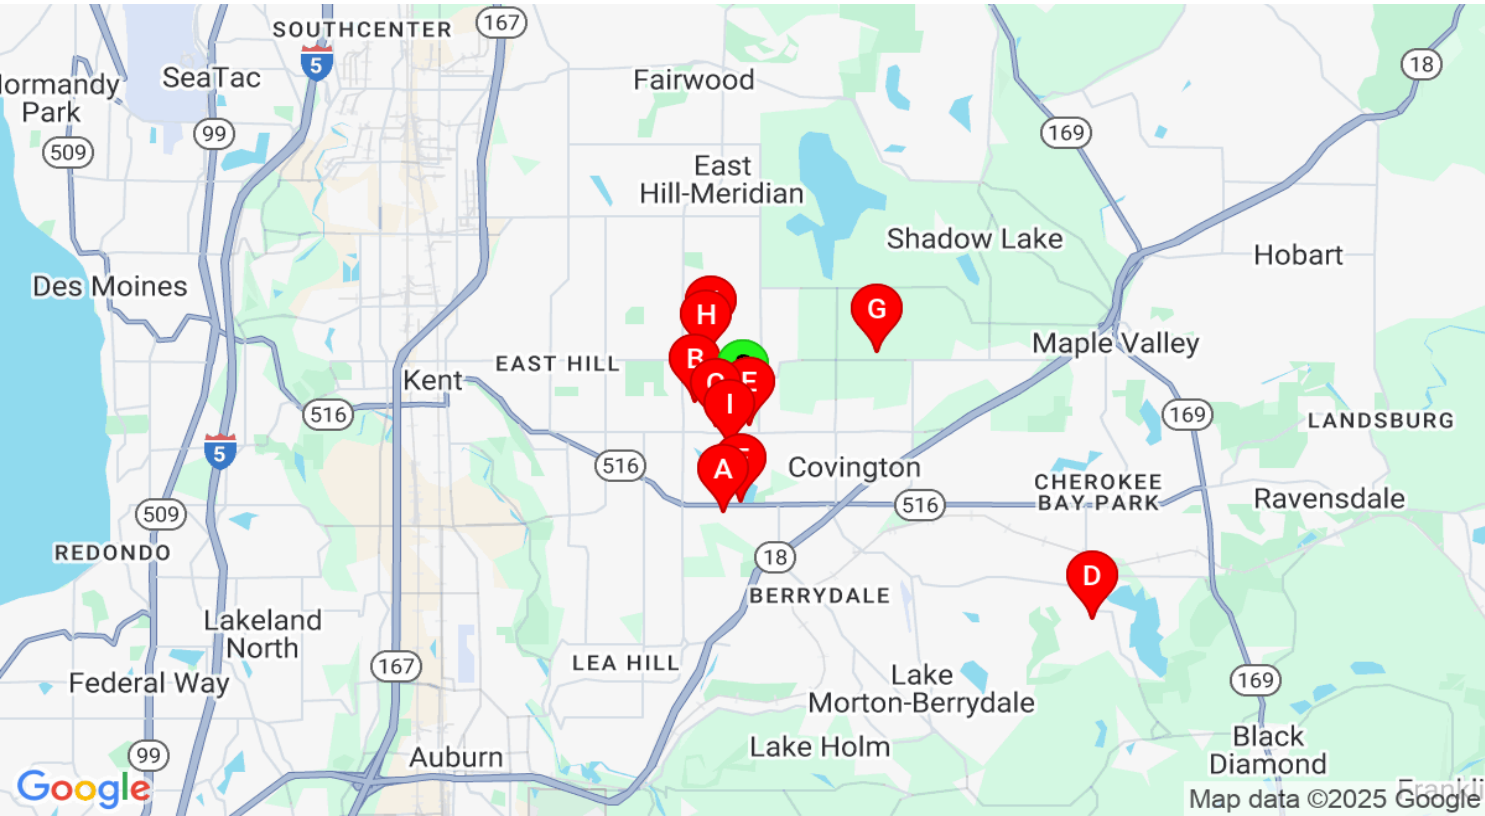 SOUTHCENTER
167
5
18
SeaTac
Fairwood
ormandy
Park
99
169
509
East
Hill-Meridian
Shadow Lake
Hobart
Des Moines
H
G
Maple Valley
B
EAST HILL
E
C
Kent
I
516
169
LANDSBURG
5
516
A
Covington
CHEROKEE
BAY PARK
516
Ravensdale
509
REDONDO
18
D
BERRYDALE
Lakeland
North
LEA HILL
167
Federal Way
Lake
Morton-Berrydale
169
Black
Diamond
Lake Holm
99
Auburn
Google
Frankli
Map data ©2025 Google